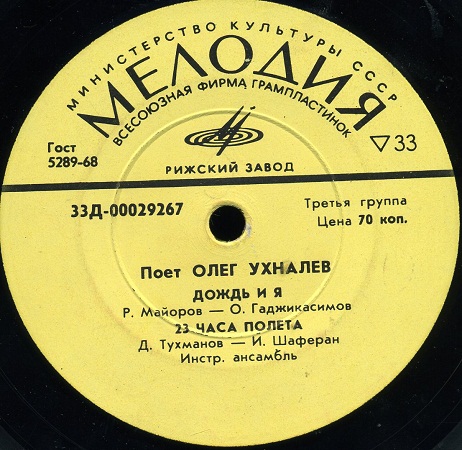 МИНИСТЕРСТВО КУЛЬТУРЫ СССР
МЕЛОДИЯ
ВСЕСОЮЗНАЯ ФИРМА ГРАМПЛАСТИНОК
Гост
5289-68
▽33
РИЖСКИЙ ЗАВОД
33Д-00029267
Третья группа
Цена 70 коп.
Поет ОЛЕГ УХНАЛЕВ
ДОЖДЬ И Я
Р. Майоров — О. Гаджикасимов
23 ЧАСА ПОЛЕТА
Д. Тухманов — И. Шаферан
Инстр. ансамбль